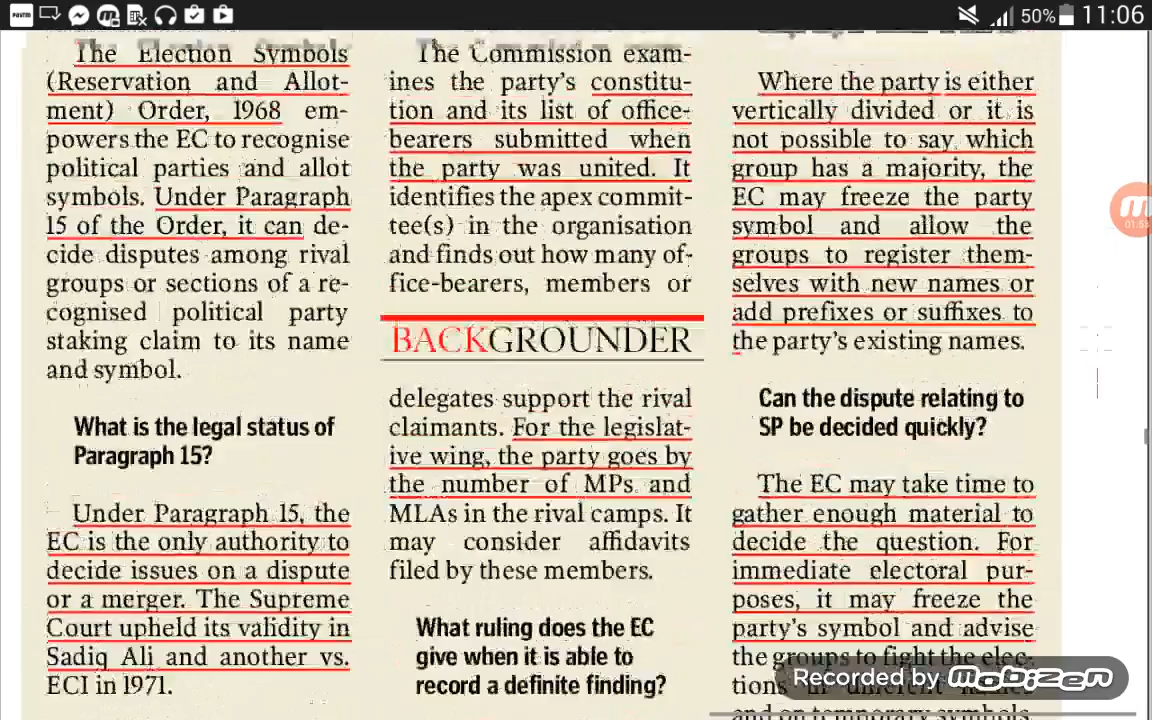 50% 11:06
01:53
The Election Symbols
(Reservation and Allot-
ment) Order, 1968 em-
powers the EC to recognise
political parties and allot
symbols. Under Paragraph
15 of the Order, it can de-
cide disputes among rival
groups or sections of a re-
cognised political party
staking claim to its name
and symbol.
What is the legal status of
Paragraph 15?
Under Paragraph 15, the
EC is the only authority to
decide issues on a dispute
or a merger. The Supreme
Court upheld its validity in
Sadiq Ali and another vs.
ECI in 1971.
The Commission exam-
ines the party's constitu-
tion and its list of office-
bearers submitted when
the party was united. It
identifies the apex commit-
tee(s) in the organisation
and finds out how many of-
fice-bearers, members or
BACKGROUNDER
delegates support the rival
claimants. For the legislat-
ive wing, the party goes by
the number of MPs and
MLAs in the rival camps. It
may consider affidavits
filed by these members.
What ruling does the EC
give when it is able to
record a definite finding?
Where the party is either
vertically divided or it is
not possible to say which
group has a majority, the
EC may freeze the party
symbol and allow the
groups to register them-
selves with new names or
add prefixes or suffixes to
the party's existing names.
Can the dispute relating to
SP be decided quickly?
The EC may take time to
gather enough material to
decide the question. For
immediate electoral pur-
poses, it may freeze the
party's symbol and advise
the groups to fight the elec-
tions in different names
and on temporary symbols.
Recorded by Mobizen